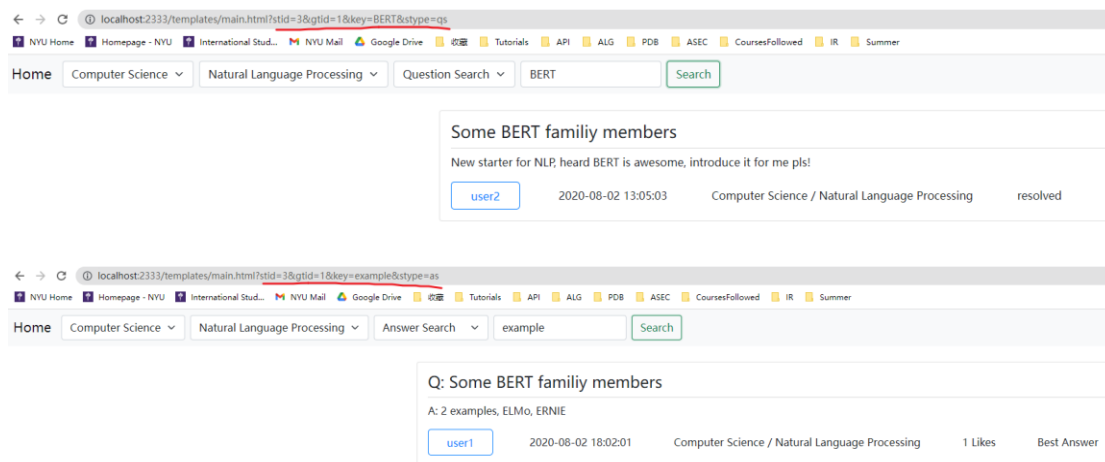 localhost:2333/templates/main.html?stid=3&gtid=1&key=BERT&stype=qs
NYU Home Homepage - NYU International Stud... NYU Mail Google Drive 收藏 Tutorials API ALG PDB ASEC CoursesFollowed IR Summer
Home Computer Science Natural Language Processing Question Search BERT Search
Some BERT familiy members
New starter for NLP, heard BERT is awesome, introduce it for me pls!
user2 2020-08-02 13:05:03 Computer Science / Natural Language Processing resolved
localhost:2333/templates/main.html?stid=3&gtid=1&key=example&stype=as
NYU Home Homepage - NYU International Stud... NYU Mail Google Drive 收藏 Tutorials API ALG PDB ASEC CoursesFollowed IR Summer
Home Computer Science Natural Language Processing Answer Search example Search
Q: Some BERT familiy members
A: 2 examples, ELMo, ERNIE
user1 2020-08-02 18:02:01 Computer Science / Natural Language Processing 1 Likes Best Answer